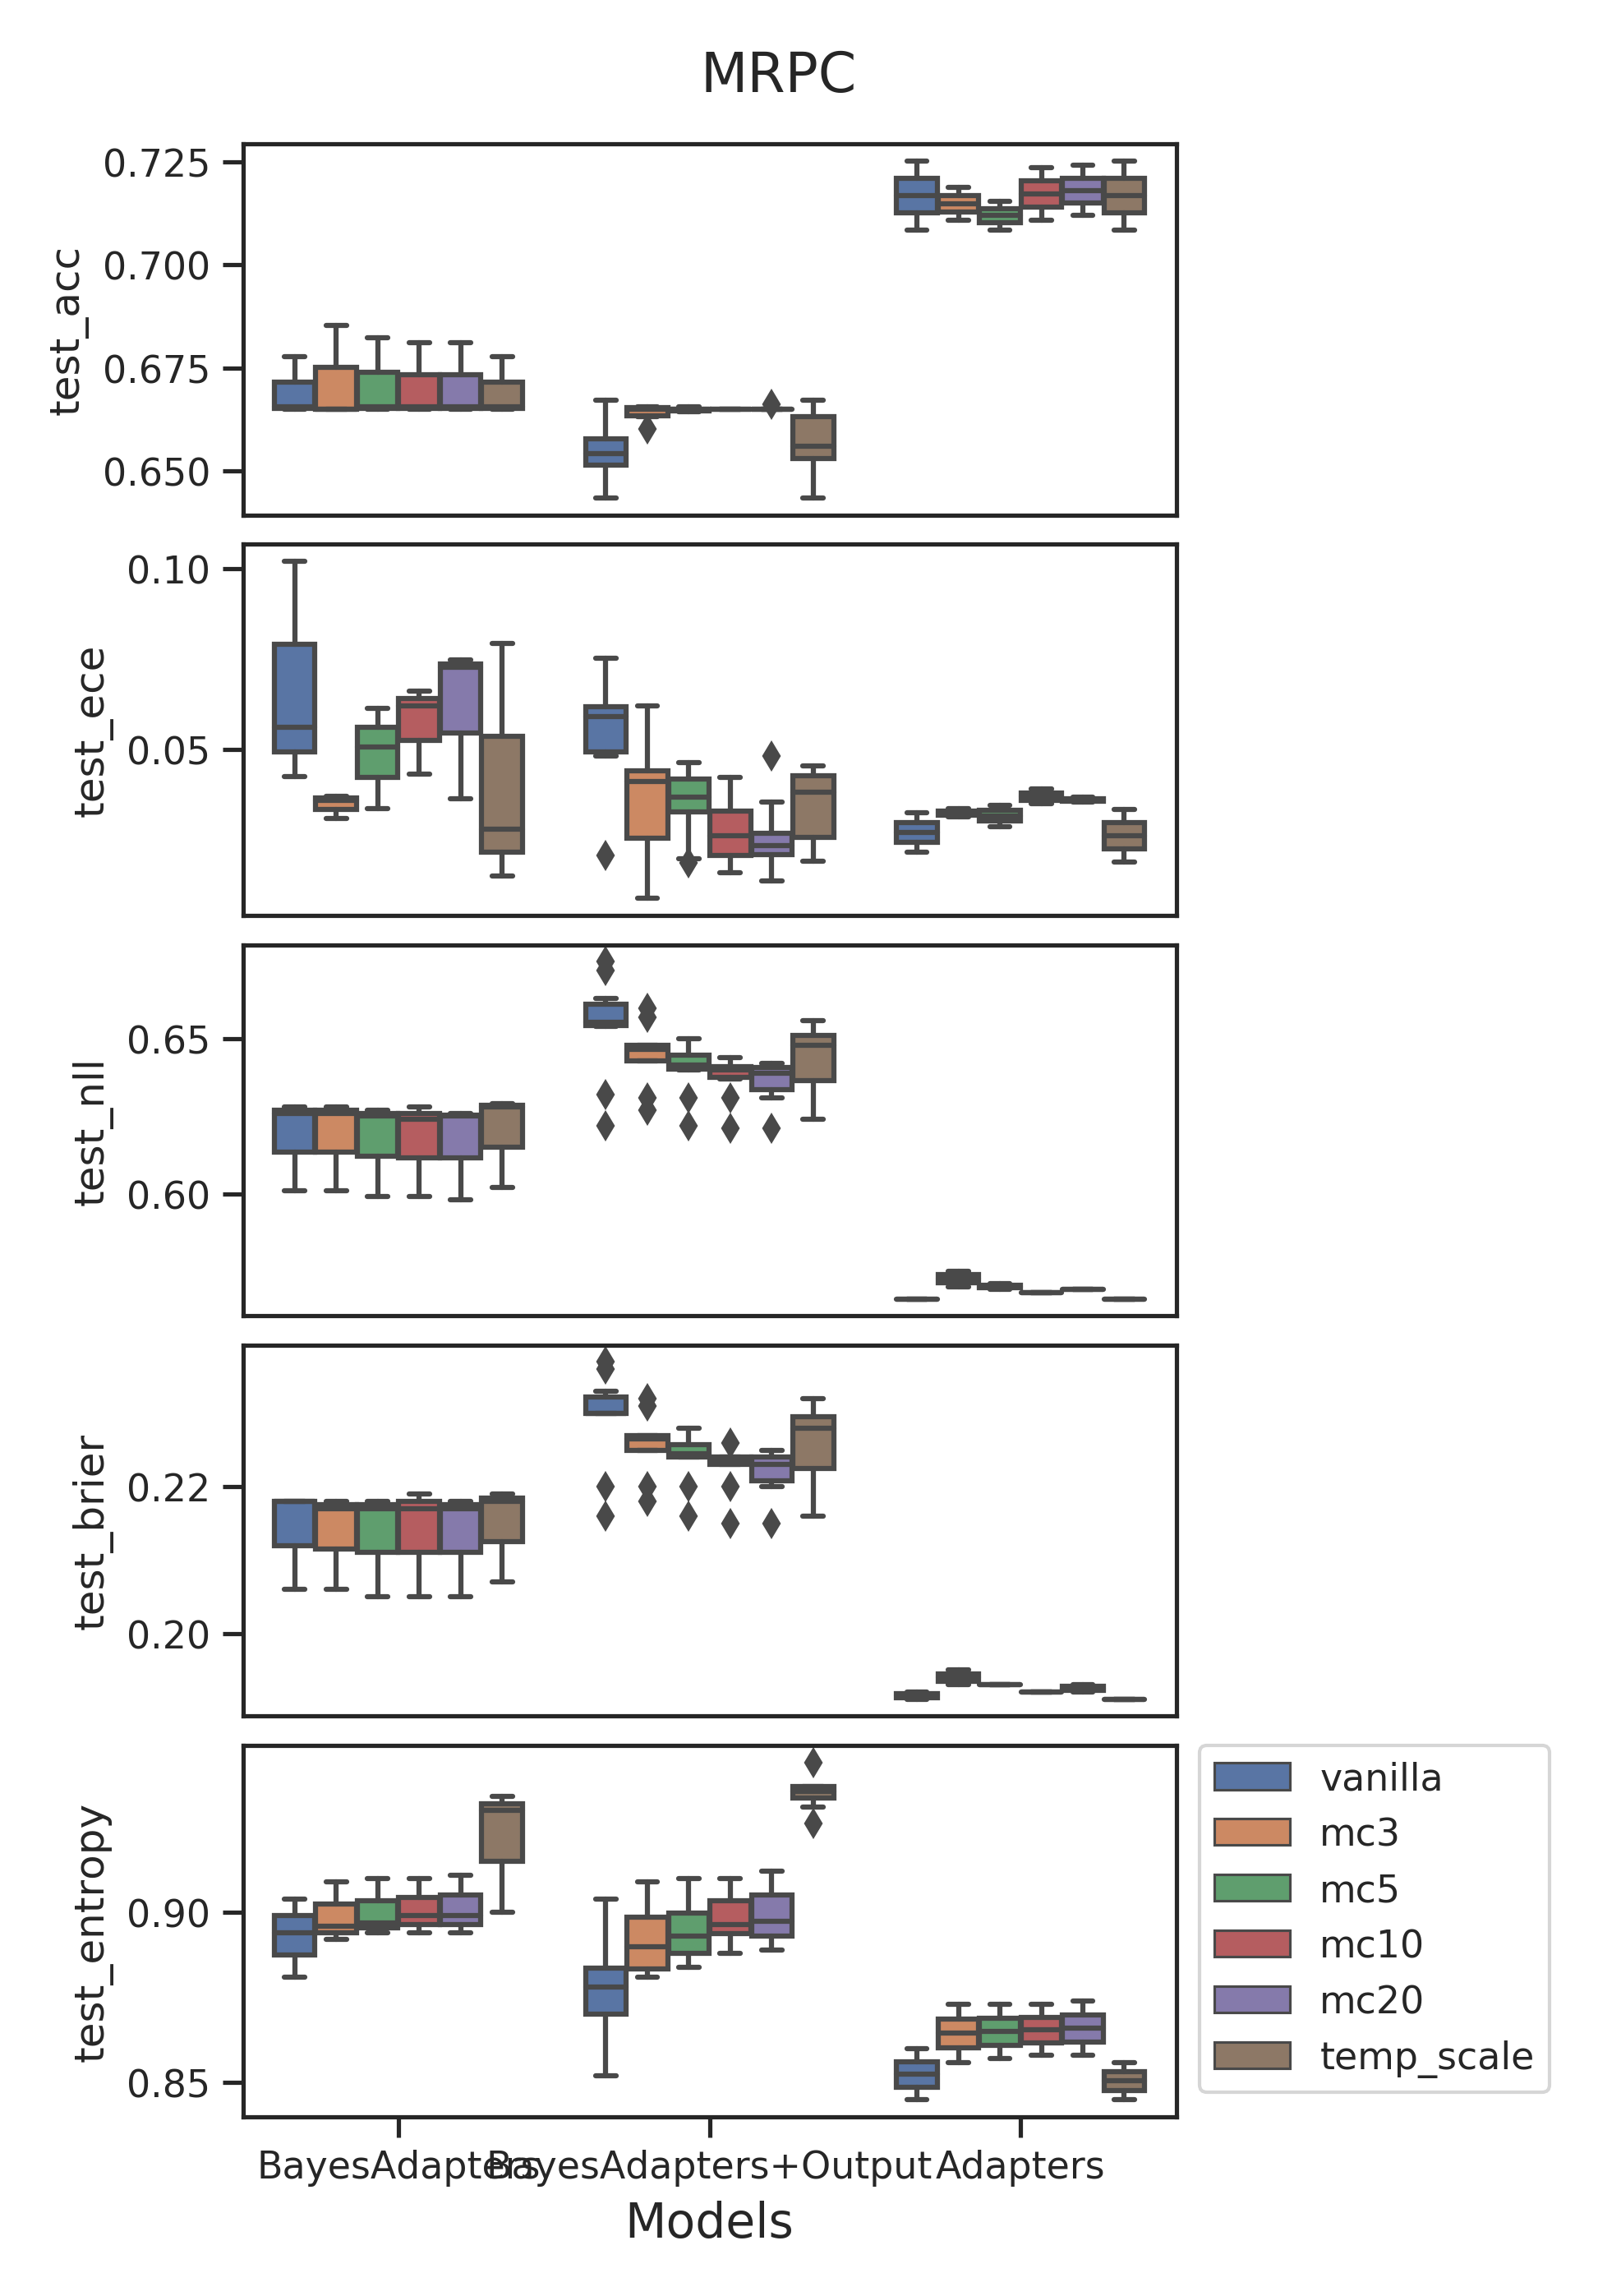 MRPC
0.725
0.700
0.675
0.650
test_acc
0.10
0.05
test_ece
0.65
0.60
test_nll
0.22
0.20
test_brier
0.90
0.85
test_entropy
vanilla
mc3
mc5
mc10
mc20
temp_scale
BayesAdapters
BayesAdapters+Output
Adapters
Models